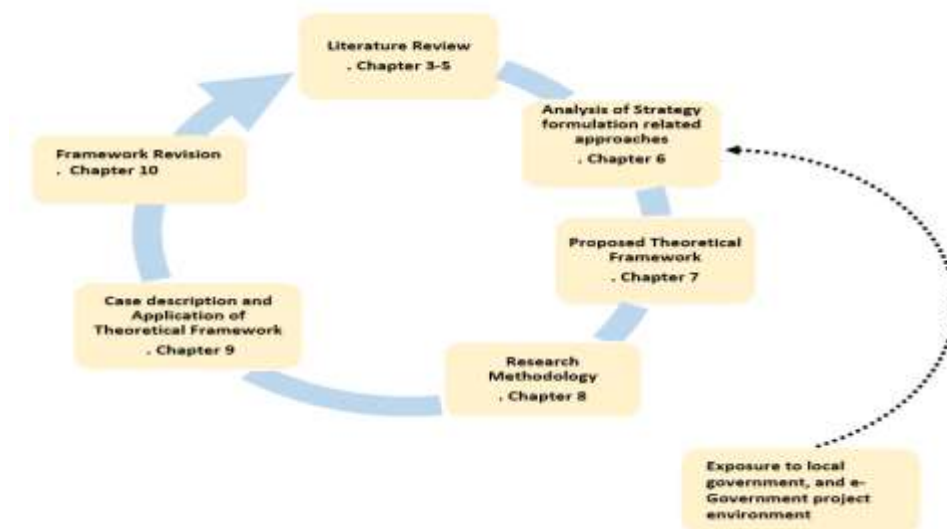 Literature Review
. Chapter 3-5
Analysis of Strategy
formulation related
approaches
. Chapter 6
Proposed Theoretical
Framework
. Chapter 7
Research
Methodology
. Chapter 8
Case description and
Application of
Theoretical Framework
. Chapter 9
Framework Revision
. Chapter 10
Exposure to local
government, and e-
Government project
environment